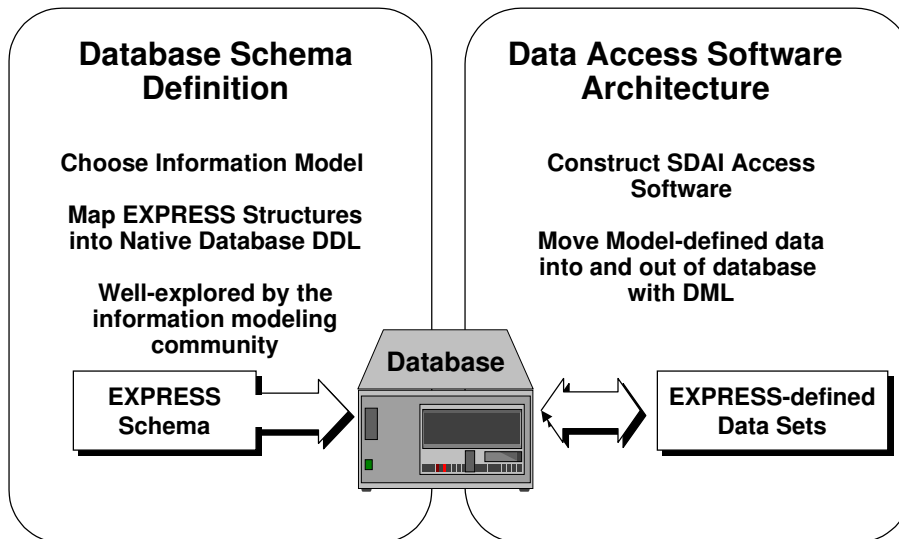 Database Schema
Definition
Choose Information Model
Map EXPRESS Structures
into Native Database DDL
Well-explored by the
information modeling
community
EXPRESS
Schema
Database
Data Access Software
Architecture
Construct SDAI Access
Software
Move Model-defined data
into and out of database
with DML
EXPRESS-defined
Data Sets